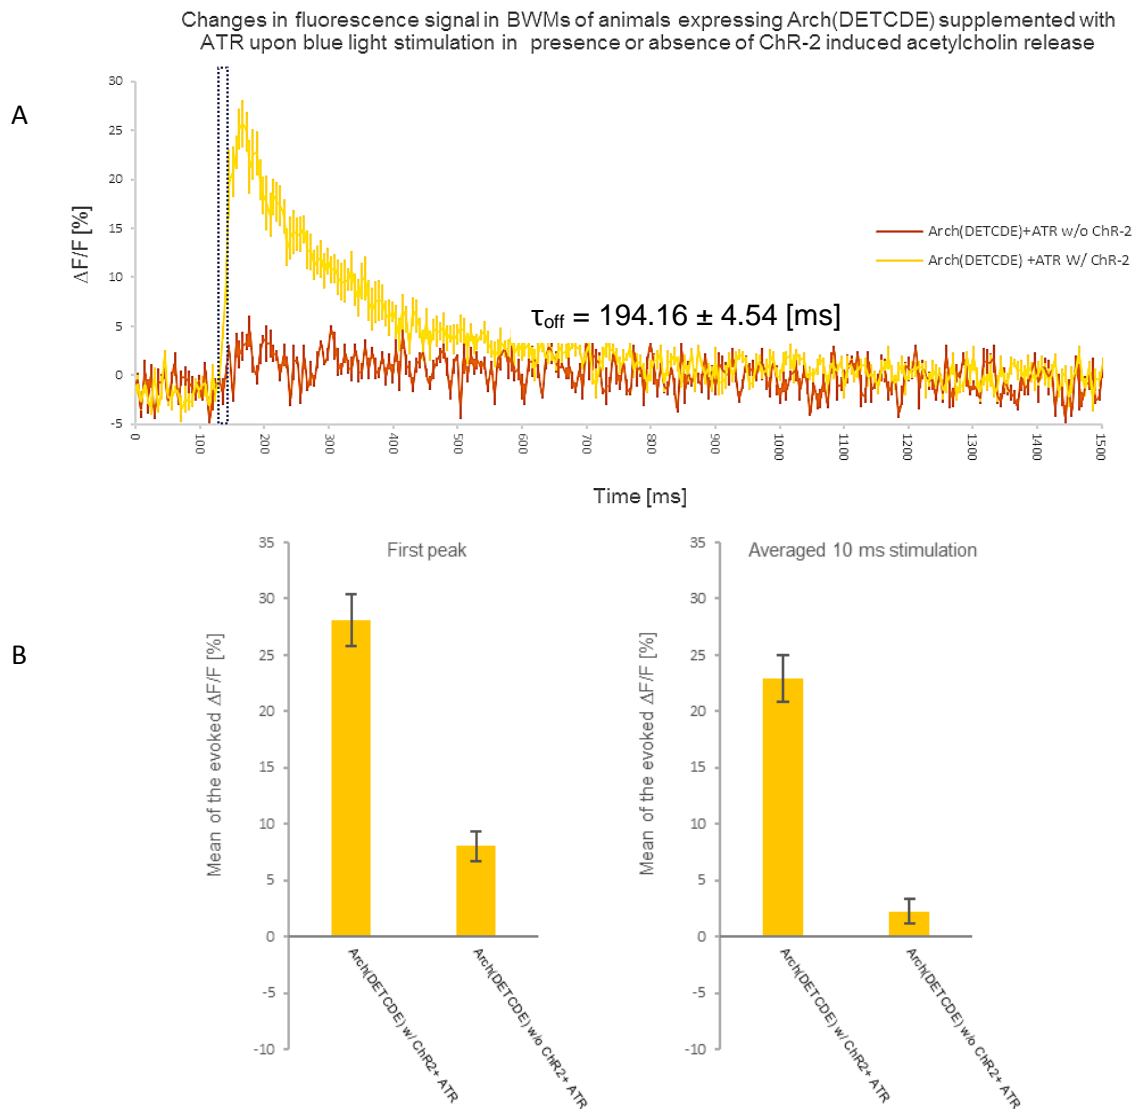 Changes in fluorescence signal in BWMs of animals expressing Arch(DETCDE) supplemented with
ATR upon blue light stimulation in presence or absence of ChR-2 induced acetylcholin release
A
30
25
20
15
10
5
0
-5
ΔF/F [%]
Arch(DETCDE)+ATR w/o ChR-2
Arch(DETCDE) +ATR W/ ChR-2
τoff = 194.16 ± 4.54 [ms]
0
100
200
300
400
500
600
700
800
900
1000
1100
1200
1300
1400
1500
Time [ms]
B
First peak
35
30
25
20
15
10
5
0
-5
-10
Mean of the evoked ΔF/F [%]
Arch(DETCDE) w/ ChR2+ ATR
Arch(DETCDE) w/o ChR2+ ATR
Averaged 10 ms stimulation
35
30
25
20
15
10
5
0
-5
-10
Mean of the evoked ΔF/F [%]
Arch(DETCDE) w/ ChR2+ ATR
Arch(DETCDE) w/o ChR2+ ATR